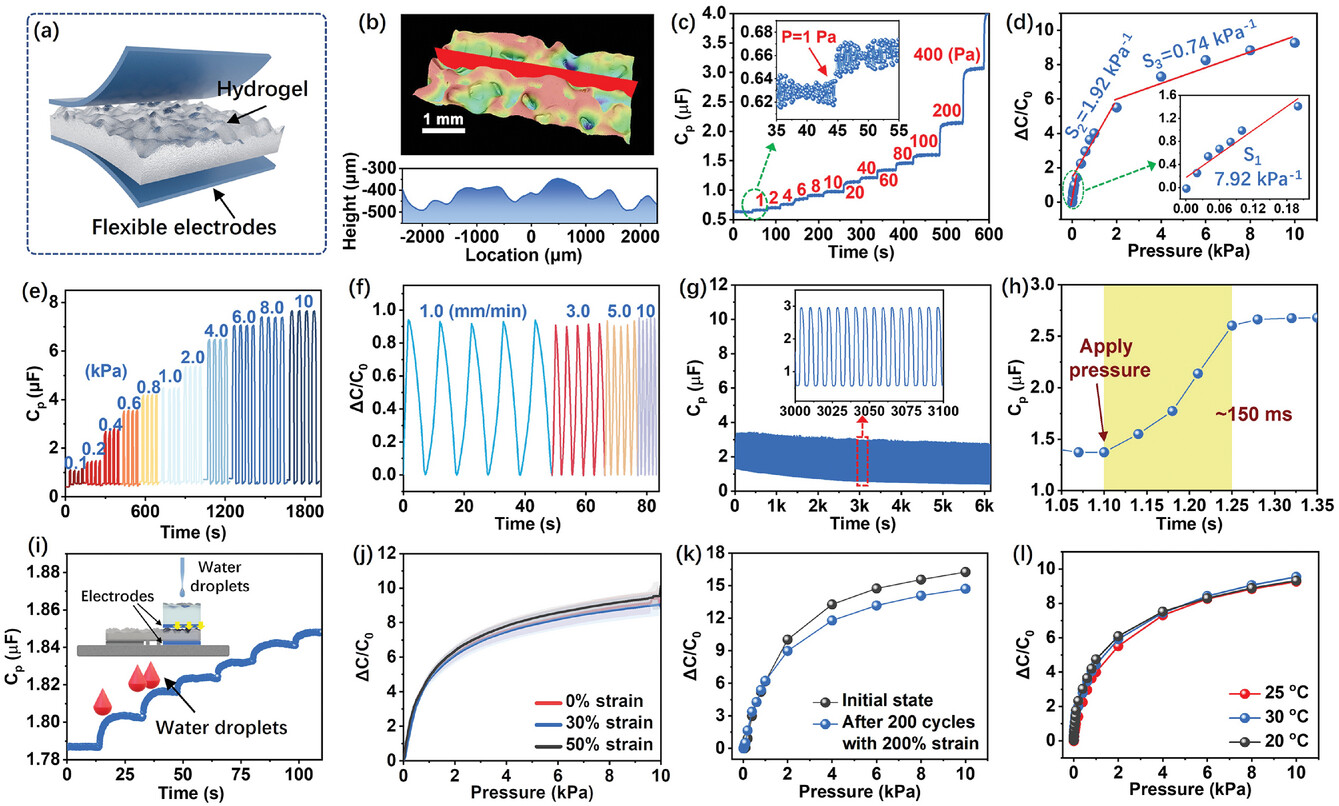 (a)
Hydrogel
Flexible electrodes
(b)
1 mm
Height (μm)
-300
-400
-500
-2000 -1000 0 1000 2000
Location (μm)
(c)
Cp (μF)
4.0
3.5
3.0
2.5
2.0
1.5
1.0
0.5
0.68
0.66
0.64
0.62
P=1 Pa
35 40 45 50 55
400 (Pa)
200
100
80
60
40
20
10
8
6
4
2
1
0 100 200 300 400 500 600
Time (s)
(d)
ΔC/C0
12
10
8
6
4
2
0
S2=1.92 kPa-1
S3=0.74 kPa-1
1.6
1.2
0.8
0.4
0.0
S1
7.92 kPa-1
0.00 0.06 0.12 0.18
0 2 4 6 8 10
Pressure (kPa)
(e)
Cp (μF)
8
6
4
2
0
(kPa)
0.1 0.2 0.4 0.6 0.8 1.0 2.0 4.0 6.0 8.0 10
0 600 1200 1800
Time (s)
(f)
ΔC/C0
1.0
0.8
0.6
0.4
0.2
0.0
1.0 (mm/min) 3.0 5.0 10
0 10 20 30 40 50 60 70 80
Time (s)
(g)
Cp (μF)
12
10
8
6
4
2
0
3
2
1
3000 3025 3050 3075 3100
0 1k 2k 3k 4k 5k 6k
Time (s)
(h)
Cp (μF)
3.0
2.5
2.0
1.5
1.0
Apply
pressure
~150 ms
1.05 1.10 1.15 1.20 1.25 1.30 1.35
Time (s)
(i)
Cp (μF)
1.88
1.86
1.84
1.82
1.80
1.78
Water
droplets
Electrodes
Water droplets
0 25 50 75 100
Time (s)
(j)
ΔC/C0
12
10
8
6
4
2
0
0% strain
30% strain
50% strain
0 2 4 6 8 10
Pressure (kPa)
(k)
ΔC/C0
18
15
12
9
6
3
0
Initial state
After 200 cycles
with 200% strain
0 2 4 6 8 10
Pressure (kPa)
(l)
ΔC/C0
10
8
6
4
2
0
25 oC
30 oC
20 oC
0 2 4 6 8 10
Pressure (kPa)